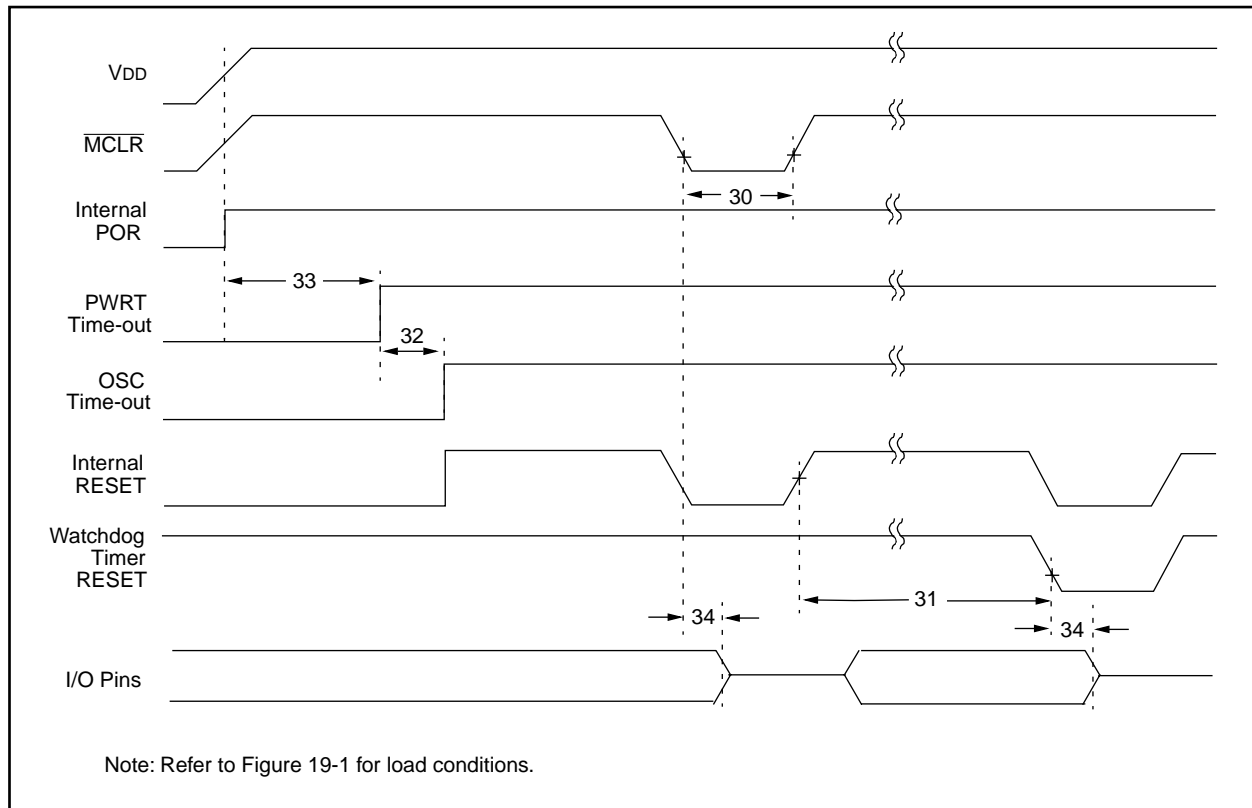 VDD
MCLR
30
Internal
POR
33
PWRT
Time-out
32
OSC
Time-out
Internal
RESET
Watchdog
Timer
RESET
31
34
34
I/O Pins
Note: Refer to Figure 19-1 for load conditions.